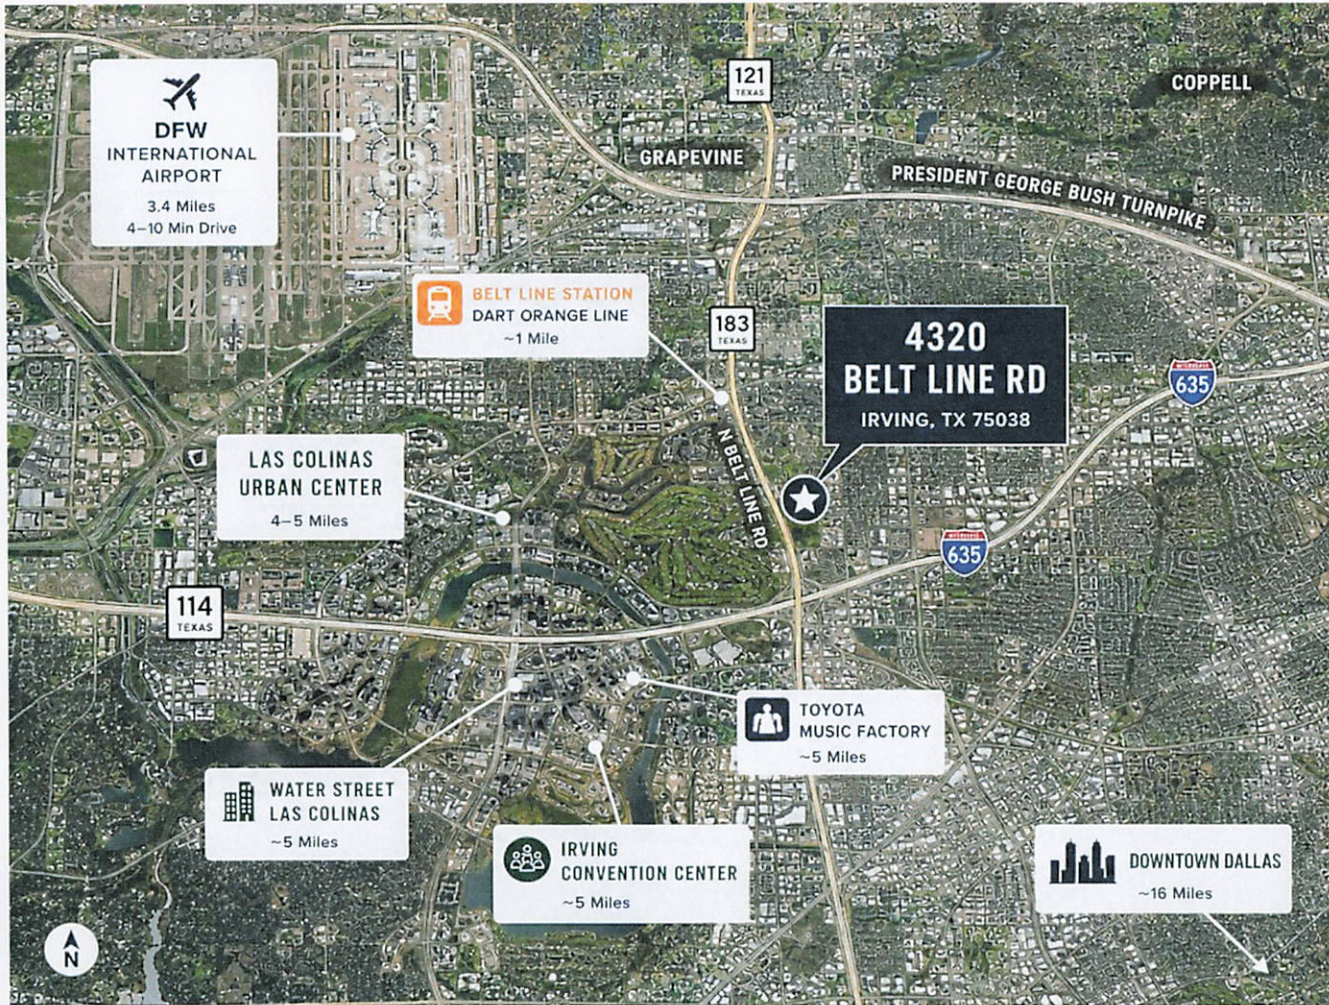 121
TEXAS
COPPELL
DFW
INTERNATIONAL
AIRPORT
3.4 Miles
4–10 Min Drive
GRAPEVINE
PRESIDENT GEORGE BUSH TURNPIKE
BELT LINE STATION
DART ORANGE LINE
~1 Mile
183
TEXAS
4320
BELT LINE RD
IRVING, TX 75038
635
LAS COLINAS
URBAN CENTER
4–5 Miles
N BELT LINE RD
635
114
TEXAS
TOYOTA
MUSIC FACTORY
~5 Miles
WATER STREET
LAS COLINAS
~5 Miles
IRVING
CONVENTION CENTER
~5 Miles
DOWNTOWN DALLAS
~16 Miles
N